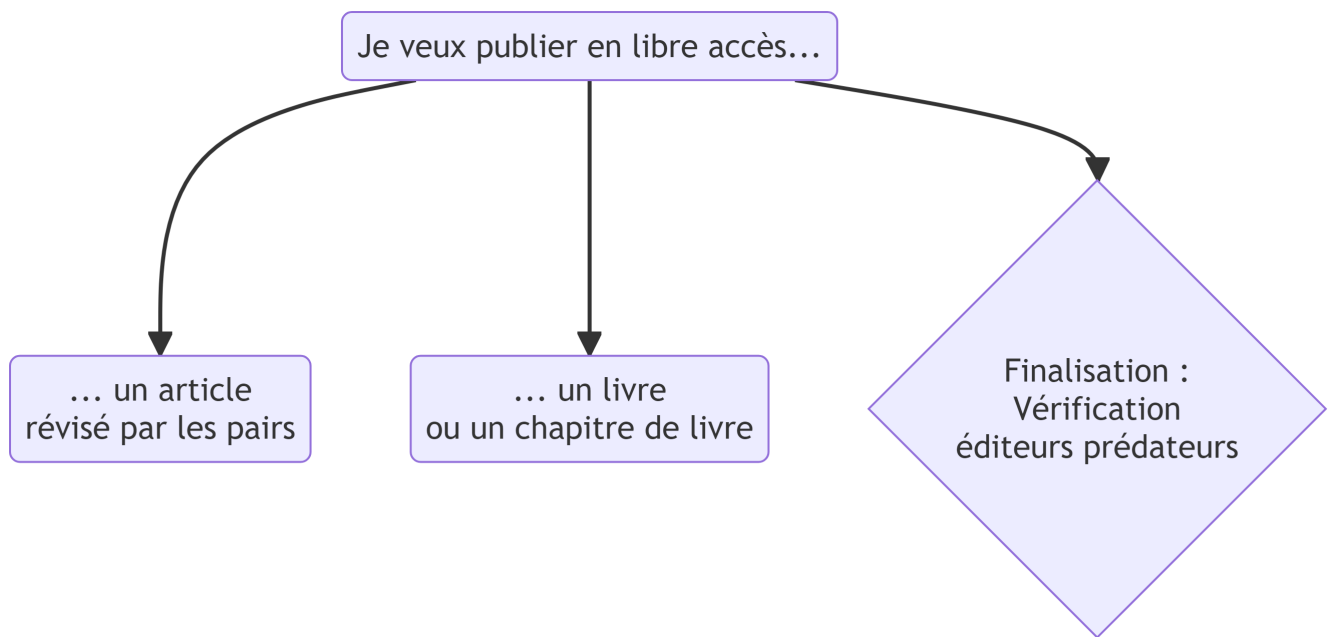 Je veux publier en libre accès...
... un article
révisé par les pairs
... un livre
ou un chapitre de livre
Finalisation :
Vérification
éditeurs prédateurs